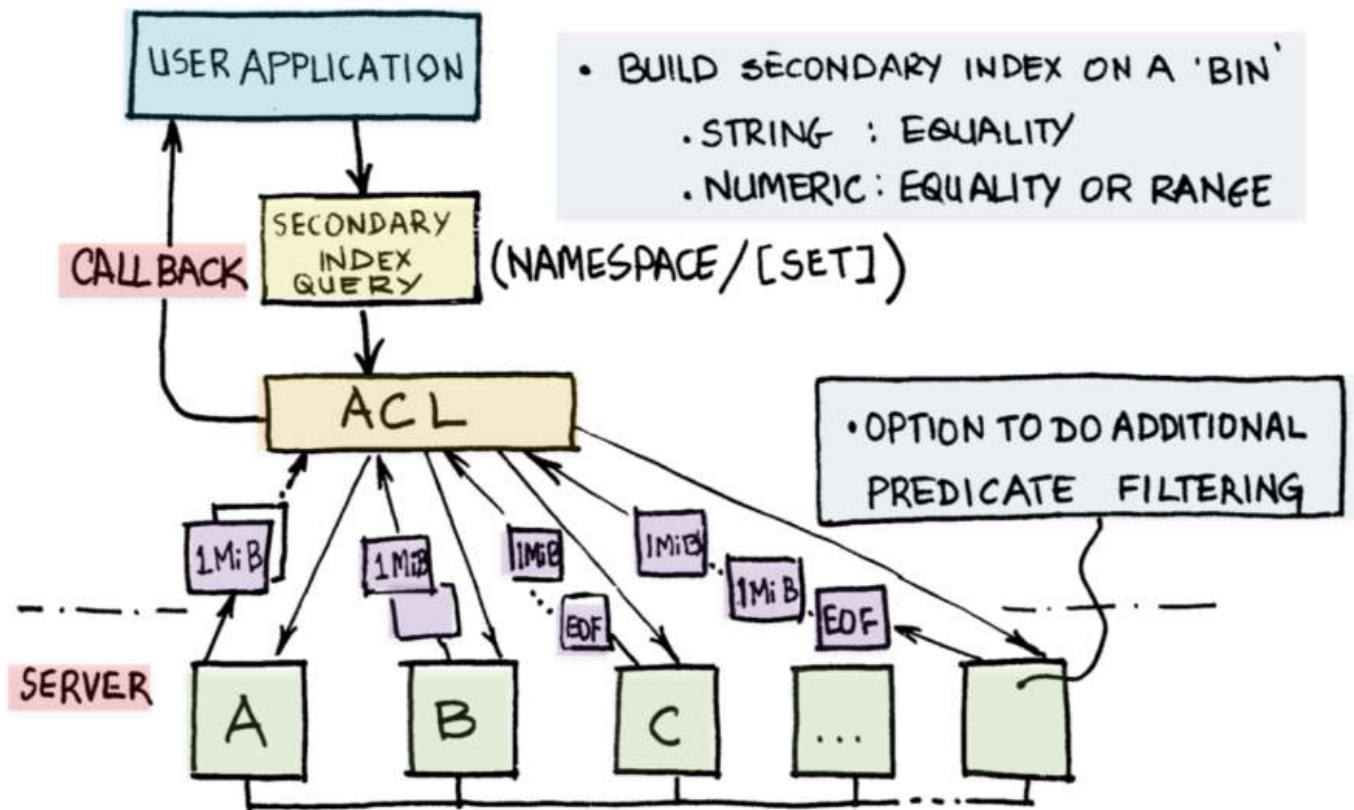 USER APPLICATION
• BUILD SECONDARY INDEX ON A 'BIN'
• STRING : EQUALITY
• NUMERIC : EQUALITY OR RANGE
SECONDARY
INDEX
QUERY
(NAMESPACE/[SET])
CALLBACK
ACL
• OPTION TO DO ADDITIONAL
PREDICATE FILTERING
1MiB
1MiB
1MiB
EOF
1MiB
1MiB
EOF
SERVER
A
B
C
...